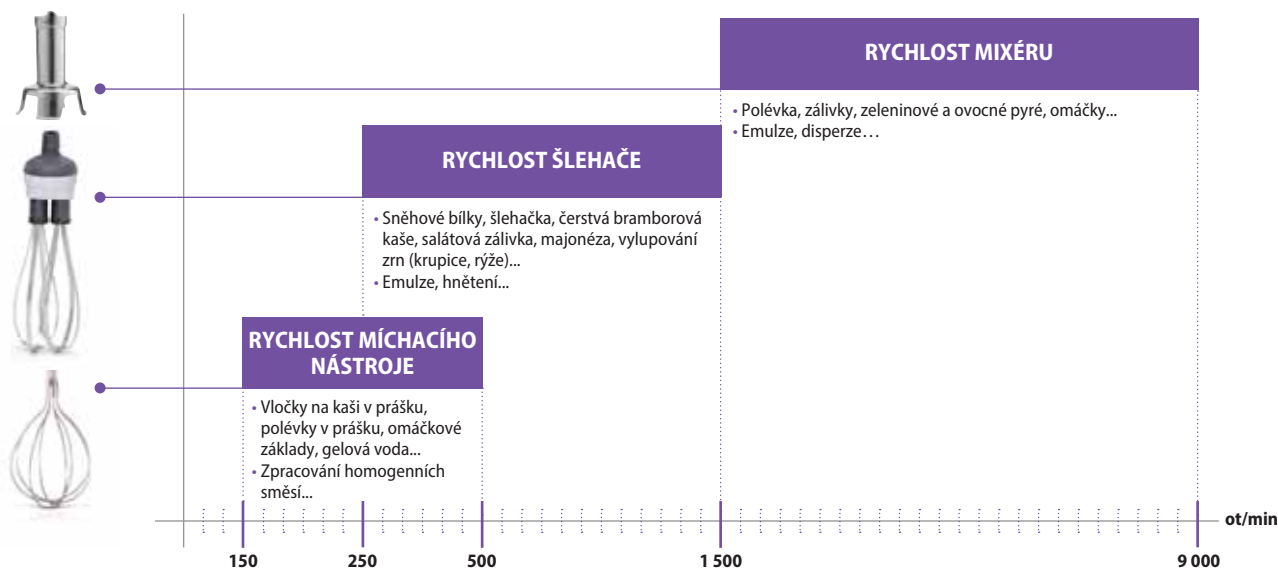 RYCHLOST MIXÉRU
• Polévka, zálivky, zeleninové a ovocné pyré, omáčky...
• Emulze, disperze…
RYCHLOST ŠLEHAČE
• Sněhové bílky, šlehačka, čerstvá bramborová
kaše, salátová zálivka, majonéza, vylupování
zrn (krupice, rýže)...
• Emulze, hnětení...
RYCHLOST MÍCHACÍHO
NÁSTROJE
• Vločky na kaši v prášku,
polévky v prášku, omáčkové
základy, gelová voda...
• Zpracování homogenních
směsí...
ot/min
150 250 500 1 500 9 000